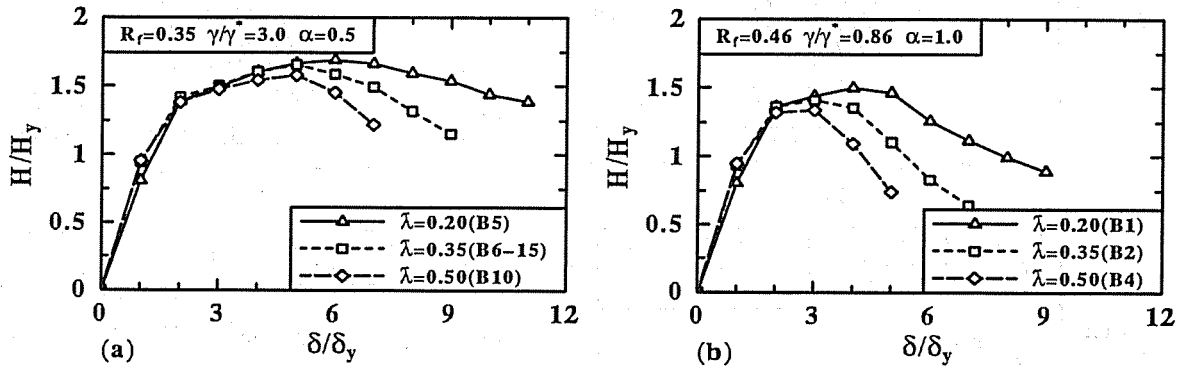 2
1.5
1
0.5
0
H/H_y
R_f=0.35 γ/γ*=3.0 α=0.5
λ̄=0.20(B5)
λ̄=0.35(B6-15)
λ̄=0.50(B10)
0 3 6 9 12
(a) δ/δ_y
2
1.5
1
0.5
0
H/H_y
R_f=0.46 γ/γ*=0.86 α=1.0
λ̄=0.20(B1)
λ̄=0.35(B2)
λ̄=0.50(B4)
0 3 6 9 12
(b) δ/δ_y